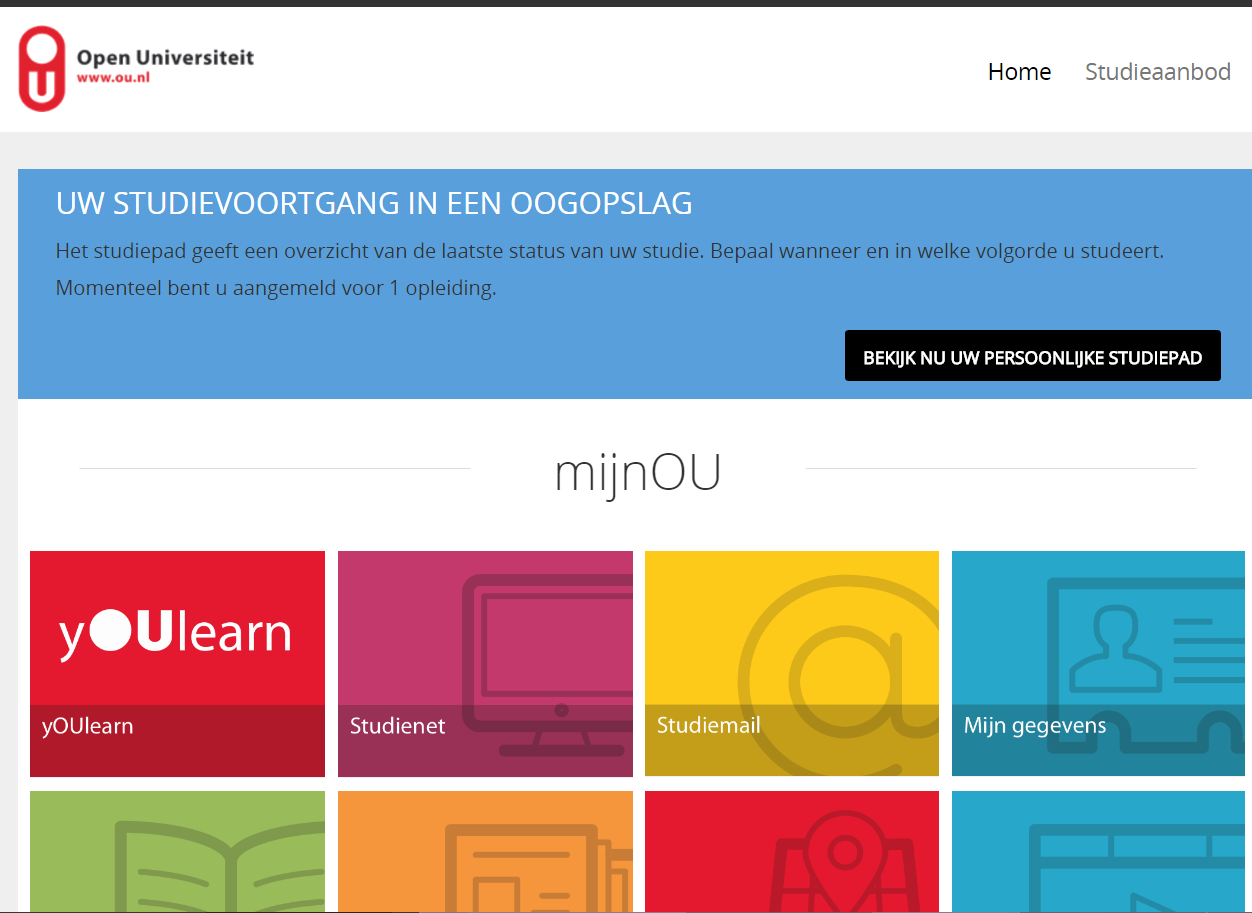 Open Universiteit
www.ou.nl
Home
Studieaanbod
UW STUDIEVOORTGANG IN EEN OOGOPSLAG
Het studiepad geeft een overzicht van de laatste status van uw studie. Bepaal wanneer en in welke volgorde u studeert.
Momenteel bent u aangemeld voor 1 opleiding.
BEKIJK NU UW PERSOONLIJKE STUDIEPAD
mijnOU
yOUlearn
yOUlearn
Studienet
Studiemail
Mijn gegevens